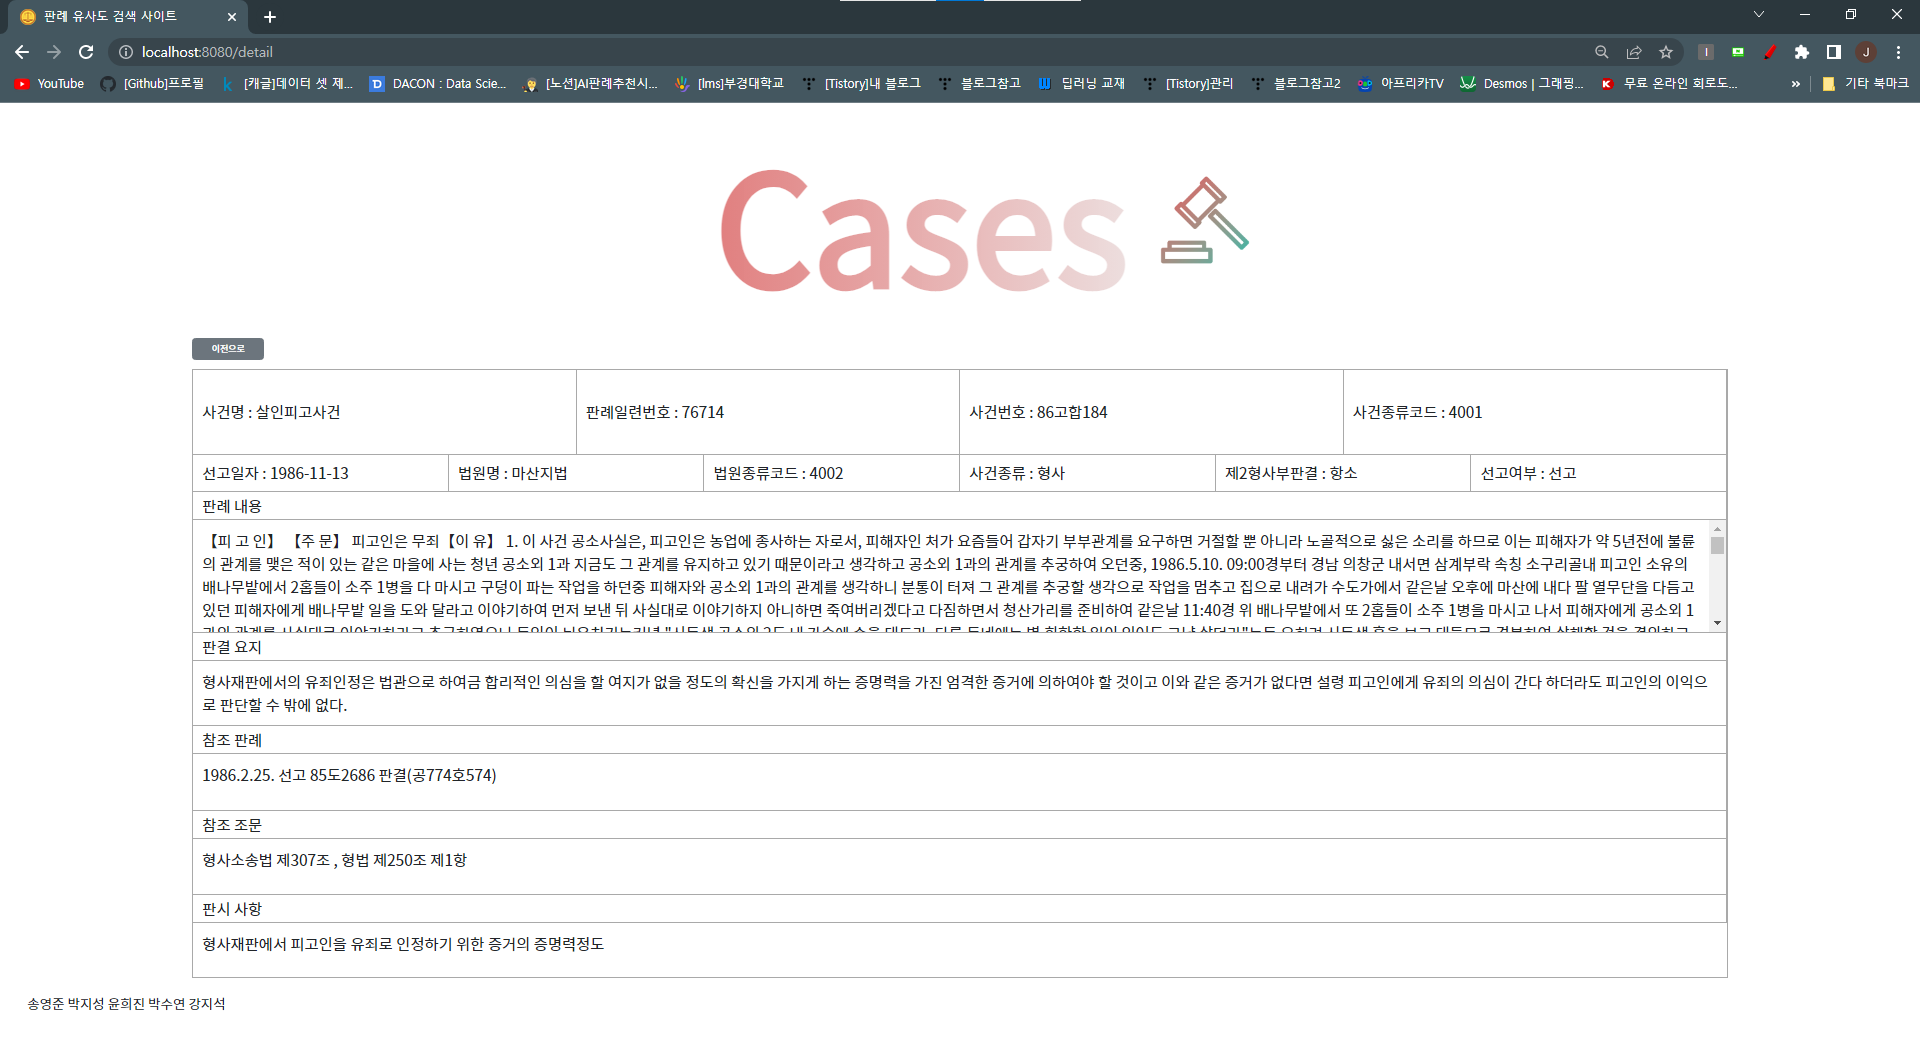 판례 유사도 검색 사이트
localhost:8080/detail
YouTube [Github]프로필 [캐글]데이터 셋 제... DACON : Data Scie... [노션]AI판례추천시... [lms]부경대학교 [Tistory]내 블로그 블로그참고 딥러닝 교재 [Tistory]관리 블로그참고2 아프리카TV Desmos | 그래핑... 무료 온라인 회로도... » 기타 북마크
Cases
이전으로
사건명 : 살인피고사건 판례일련번호 : 76714 사건번호 : 86고합184 사건종류코드 : 4001
선고일자 : 1986-11-13 법원명 : 마산지법 법원종류코드 : 4002 사건종류 : 형사 제2형사부판결 : 항소 선고여부 : 선고
판례 내용
【피 고 인】 【주 문】 피고인은 무죄【이 유】 1. 이 사건 공소사실은, 피고인은 농업에 종사하는 자로서, 피해자인 처가 요즘들어 갑자기 부부관계를 요구하면 거절할 뿐 아니라 노골적으로 싫은 소리를 하므로 이는 피해자가 약 5년전에 불륜
의 관계를 맺은 적이 있는 같은 마을에 사는 청년 공소외 1과 지금도 그 관계를 유지하고 있기 때문이라고 생각하고 공소외 1과의 관계를 추궁하여 오던중, 1986.5.10. 09:00경부터 경남 의창군 내서면 삼계부락 속칭 소구리골내 피고인 소유의
배나무밭에서 2홉들이 소주 1병을 다 마시고 구덩이 파는 작업을 하던중 피해자와 공소외 1과의 관계를 생각하니 분통이 터져 그 관계를 추궁할 생각으로 작업을 멈추고 집으로 내려가 수도가에서 같은날 오후에 마산에 내다 팔 열무단을 다듬고
있던 피해자에게 배나무밭 일을 도와 달라고 이야기하여 먼저 보낸 뒤 사실대로 이야기하지 아니하면 죽여버리겠다고 다짐하면서 청산가리를 준비하여 같은날 11:40경 위 배나무밭에서 또 2홉들이 소주 1병을 마시고 나서 피해자에게 공소외 1
판결 요지
형사재판에서의 유죄인정은 법관으로 하여금 합리적인 의심을 할 여지가 없을 정도의 확신을 가지게 하는 증명력을 가진 엄격한 증거에 의하여야 할 것이고 이와 같은 증거가 없다면 설령 피고인에게 유죄의 의심이 간다 하더라도 피고인의 이익으
로 판단할 수 밖에 없다.
참조 판례
1986.2.25. 선고 85도2686 판결(공774호574)
참조 조문
형사소송법 제307조 , 형법 제250조 제1항
판시 사항
형사재판에서 피고인을 유죄로 인정하기 위한 증거의 증명력정도
송영준 박지성 윤희진 박수연 강지석